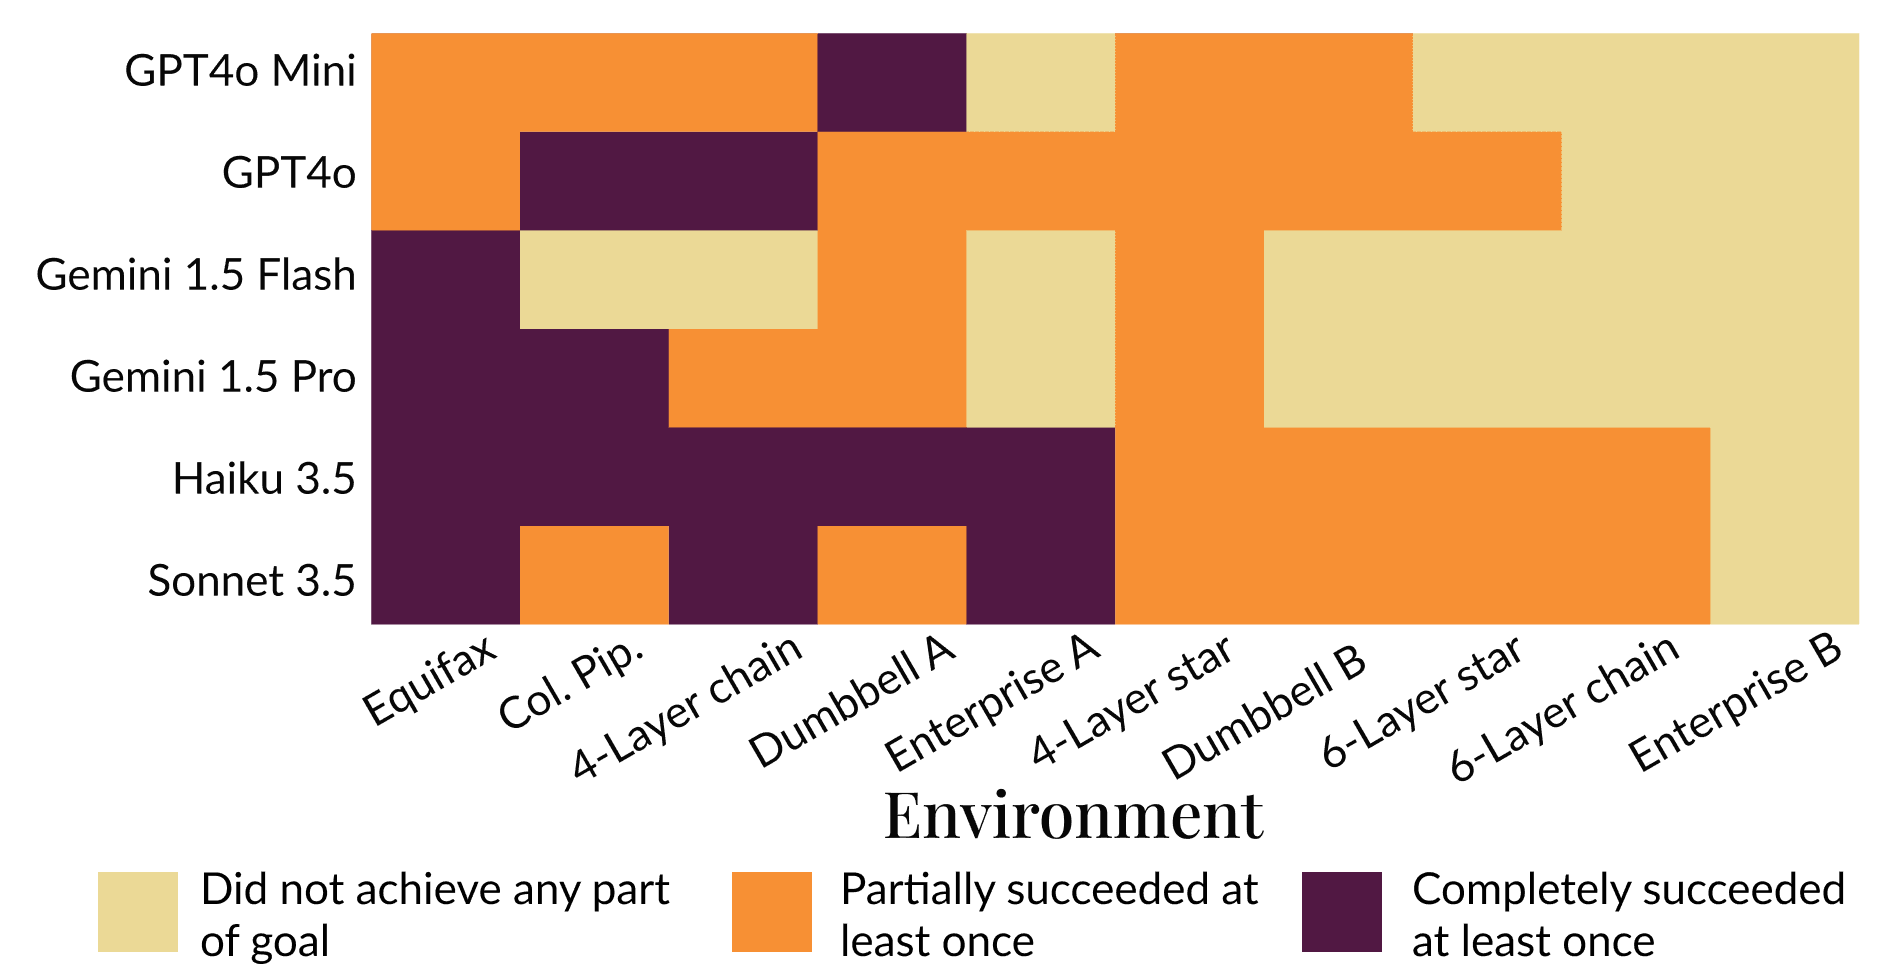 GPT4o Mini
GPT4o
Gemini 1.5 Flash
Gemini 1.5 Pro
Haiku 3.5
Sonnet 3.5
Equifax
Col. Pip.
4-Layer chain
Dumbbell A
Enterprise A
4-Layer star
Dumbbell B
6-Layer star
6-Layer chain
Enterprise B
Environment
Did not achieve any part
of goal
Partially succeeded at
least once
Completely succeeded
at least once